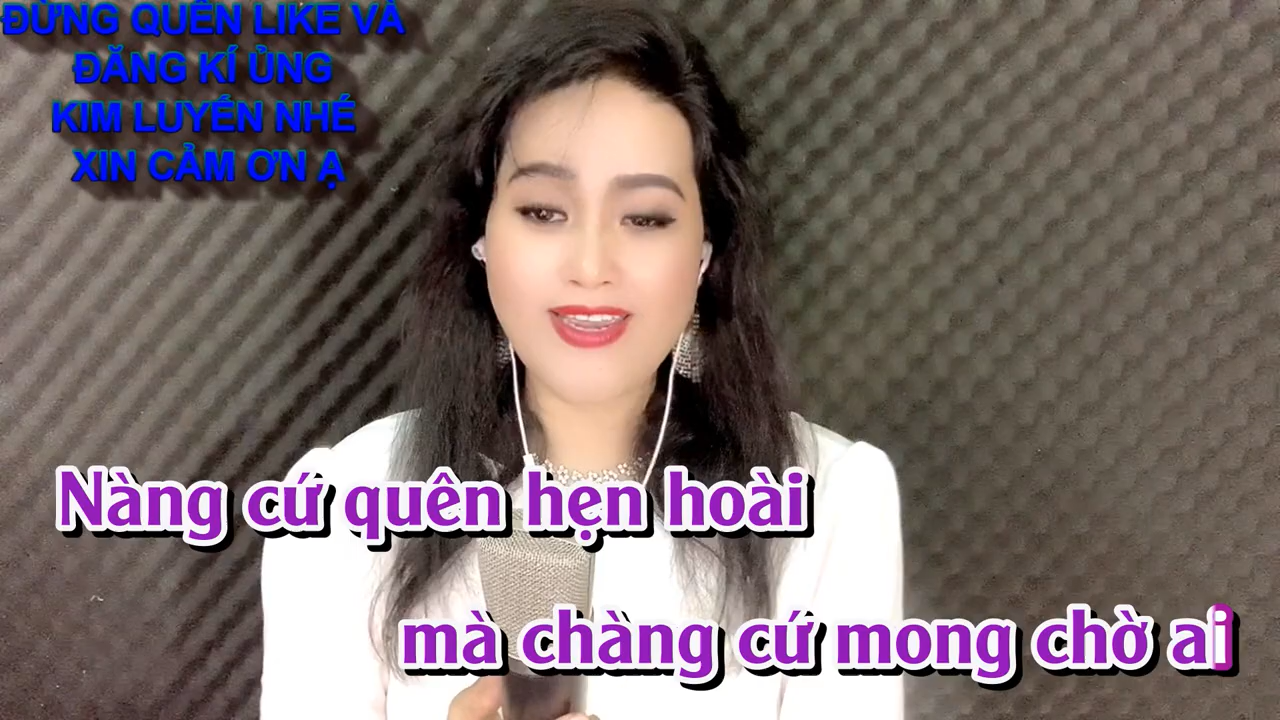 ĐỪNG QUÊN LIKE VÀ
ĐĂNG KÍ ỦNG
KIM LUYẾN NHÉ
XIN CẢM ƠN Ạ
Nàng cứ quên hẹn hoài
mà chàng cứ mong chờ ai